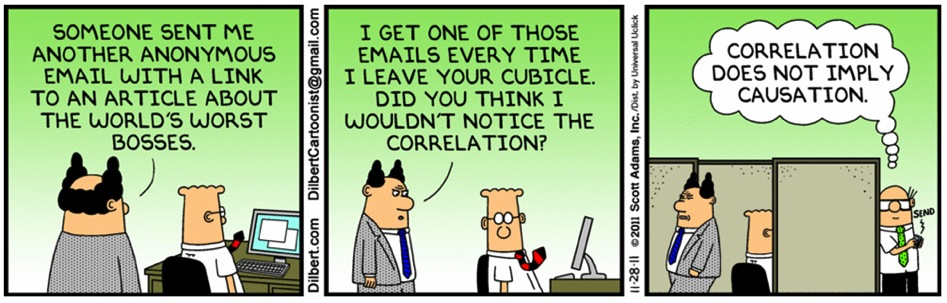 SOMEONE SENT ME
ANOTHER ANONYMOUS
EMAIL WITH A LINK
TO AN ARTICLE ABOUT
THE WORLD'S WORST
BOSSES.
Dilbert.com DilbertCartoonist@gmail.com
I GET ONE OF THOSE
EMAILS EVERY TIME
I LEAVE YOUR CUBICLE.
DID YOU THINK I
WOULDN'T NOTICE THE
CORRELATION?
11-28-11 ©2011 Scott Adams, Inc./Dist. by Universal Uclick
CORRELATION
DOES NOT IMPLY
CAUSATION.
SEND